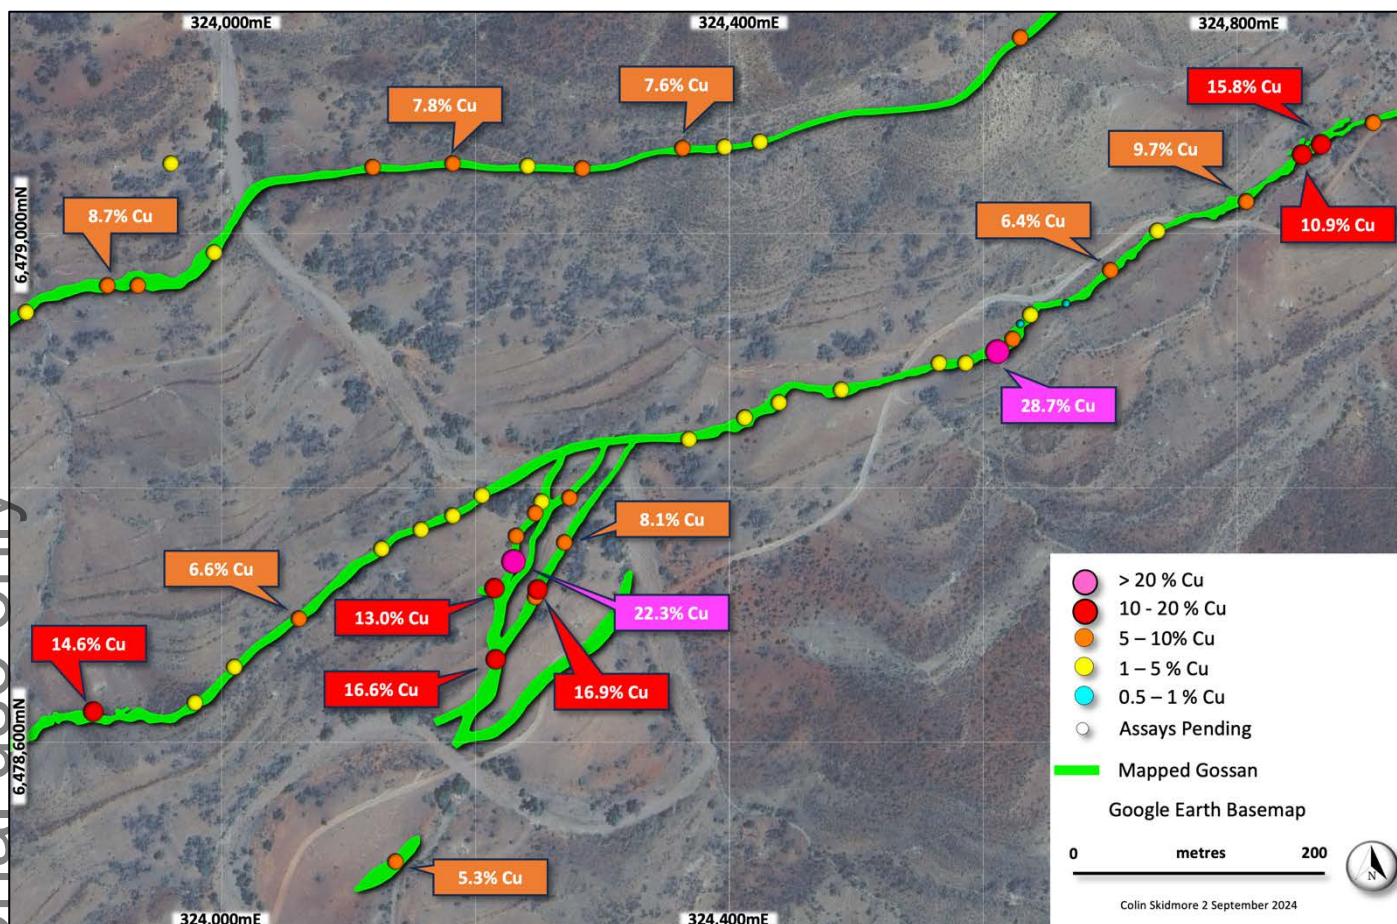 324,000mE
324,400mE
324,800mE
15.8% Cu
7.6% Cu
7.8% Cu
9.7% Cu
8.7% Cu
6,479,000mN
6.4% Cu
10.9% Cu
28.7% Cu
8.1% Cu
6.6% Cu
13.0% Cu
22.3% Cu
14.6% Cu
16.6% Cu
16.9% Cu
6,478,600mN
5.3% Cu
> 20 % Cu
10 - 20 % Cu
5 – 10% Cu
1 – 5 % Cu
0.5 – 1 % Cu
Assays Pending
Mapped Gossan
Google Earth Basemap
0 metres 200
N
Colin Skidmore 2 September 2024
324,000mE
324,400mE